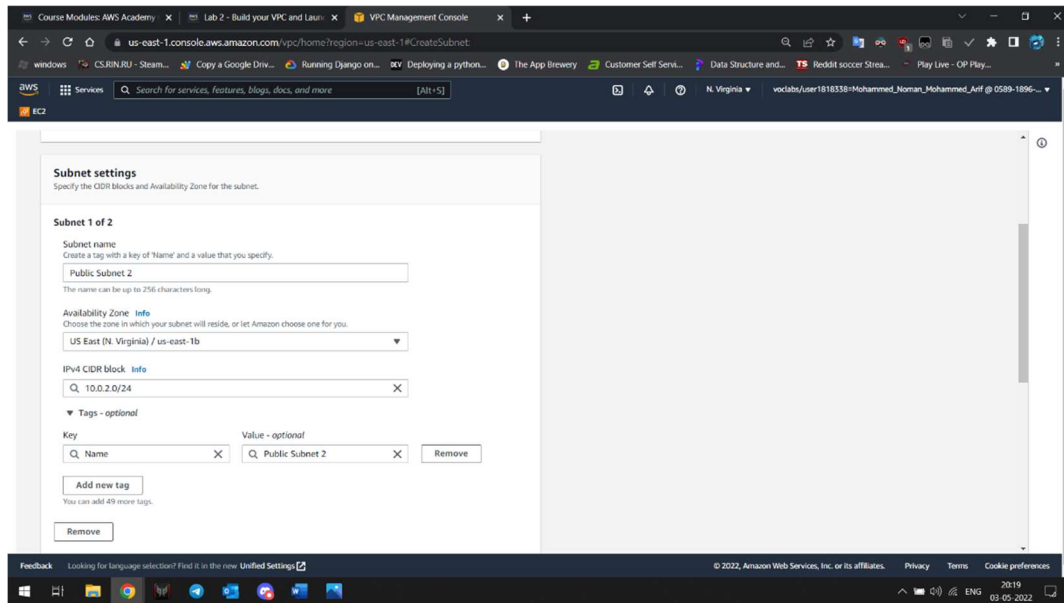 Course Modules: AWS Academy
Lab 2 - Build your VPC and Laun
VPC Management Console
us-east-1.console.aws.amazon.com/vpc/home?region=us-east-1#CreateSubnet:
windows
CS.RIN.RU - Steam...
Copy a Google Driv...
Running Django on...
DEV
Deploying a python...
The App Brewery
Customer Self Servi...
Data Structure and...
TS
Reddit soccer Strea...
Play Live - OP Play...
aws
Services
Search for services, features, blogs, docs, and more
[Alt+S]
N. Virginia
voclabs/user1818338=Mohammed_Noman_Mohammed_Arif @ 0589-1896-...
EC2
Subnet settings
Specify the CIDR blocks and Availability Zone for the subnet.
Subnet 1 of 2
Subnet name
Create a tag with a key of 'Name' and a value that you specify.
Public Subnet 2
The name can be up to 256 characters long.
Availability Zone Info
Choose the zone in which your subnet will reside, or let Amazon choose one for you.
US East (N. Virginia) / us-east-1b
IPv4 CIDR block Info
10.0.2.0/24
Tags - optional
Key
Value - optional
Name
Public Subnet 2
Remove
Add new tag
You can add 49 more tags.
Remove
Feedback
Looking for language selection? Find it in the new Unified Settings
© 2022, Amazon Web Services, Inc. or its affiliates.
Privacy
Terms
Cookie preferences
ENG
20:19
03-05-2022